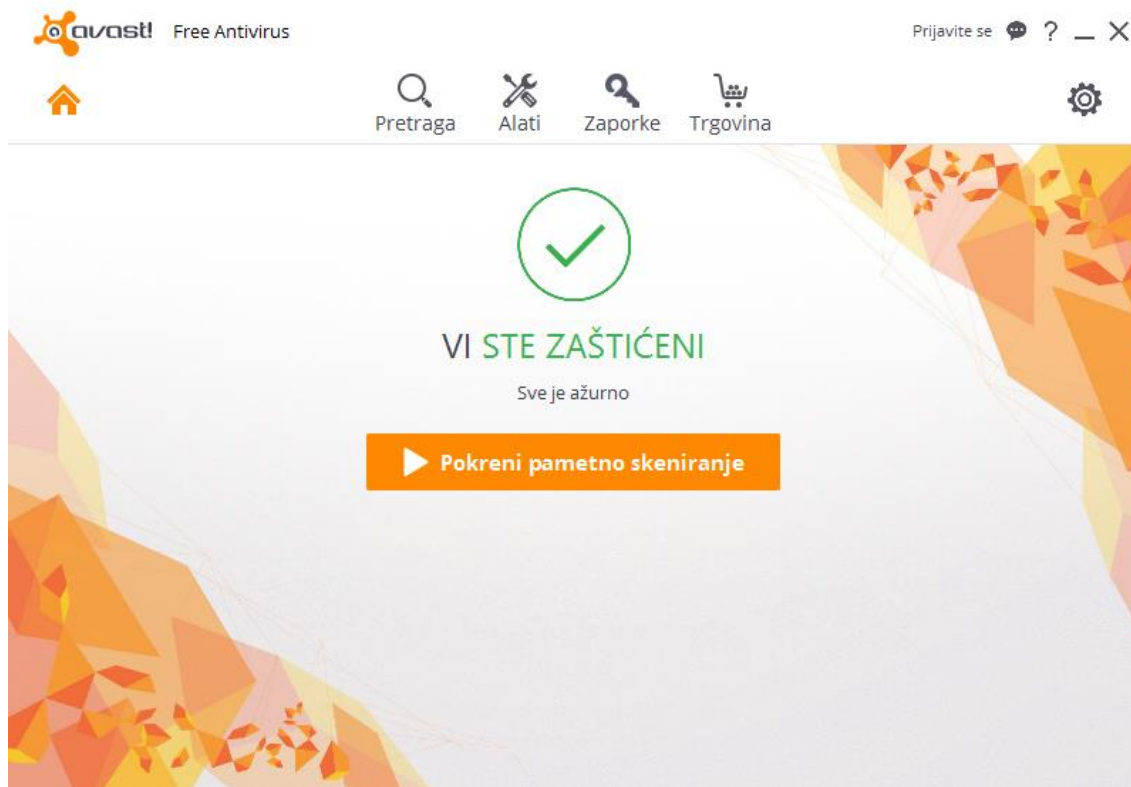 avast! Free Antivirus
Prijavite se ?
Pretraga Alati Zaporke Trgovina
VI STE ZAŠTIĆENI
Sve je ažurno
Pokreni pametno skeniranje